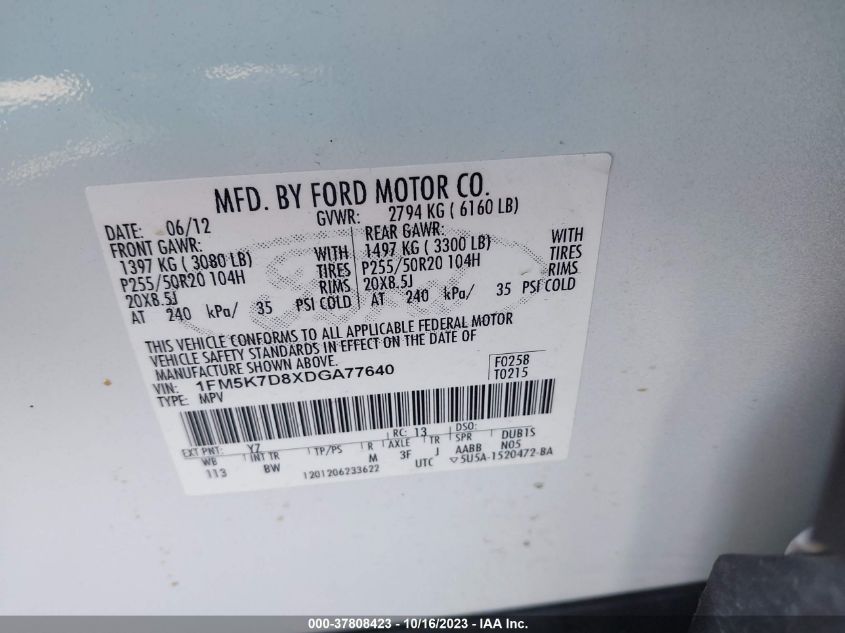 MFD. BY FORD MOTOR CO.
DATE: 06/12 GVWR: 2794 KG ( 6160 LB)
FRONT GAWR: REAR GAWR:
1397 KG ( 3080 LB) WITH 1497 KG ( 3300 LB) WITH
P255/50R20 104H TIRES P255/50R20 104H TIRES
20X8.5J RIMS 20X8.5J RIMS
AT 240 kPa/ 35 PSI COLD AT 240 kPa/ 35 PSI COLD
THIS VEHICLE CONFORMS TO ALL APPLICABLE FEDERAL MOTOR
VEHICLE SAFETY STANDARDS IN EFFECT ON THE DATE OF
MANUFACTURE SHOWN ABOVE.
VIN: 1FM5K7D8XDGA77640 F0258
TYPE: MPV T0215
EXT PNT: YZ RC: 13 DSO:
WB INT TR TP/PS R AXLE TR SPR DUB1S
113 BW M 3F J AABB N05
1201206233622 UTC ▽5U5A-1520472-BA
000-37808423 - 10/16/2023 - IAA Inc.